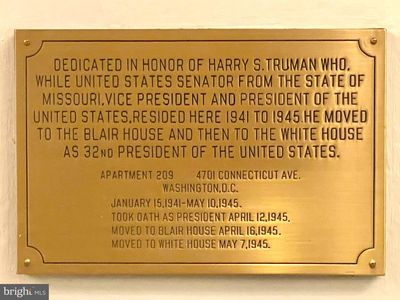 DEDICATED IN HONOR OF HARRY S. TRUMAN WHO,
WHILE UNITED STATES SENATOR FROM THE STATE OF
MISSOURI, VICE PRESIDENT AND PRESIDENT OF THE
UNITED STATES, RESIDED HERE 1941 TO 1945. HE MOVED
TO THE BLAIR HOUSE AND THEN TO THE WHITE HOUSE
AS 32ND PRESIDENT OF THE UNITED STATES.
APARTMENT 209 4701 CONNECTICUT AVE.
WASHINGTON, D.C.
JANUARY 15, 1941-MAY 10, 1945.
TOOK OATH AS PRESIDENT APRIL 12, 1945.
MOVED TO BLAIR HOUSE APRIL 16, 1945.
MOVED TO WHITE HOUSE MAY 7, 1945.
bright MLS